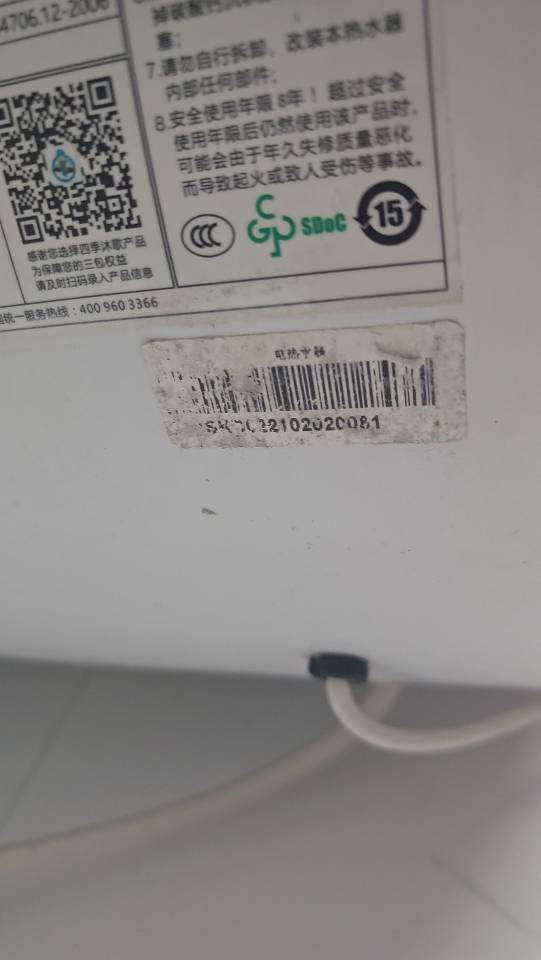 4706.12-2006
塞；
7.请勿自行拆卸、改装本热水器
内部任何部件；
8.安全使用年限 8年！超过安全
使用年限后仍然使用该产品时，
可能会由于年久失修质量恶化
而导致起火或致人受伤等事故。
CCC
CGP SDoC 15
感谢您选择四季沐歌产品
为保障您的三包权益
请及时扫码录入产品信息
统一服务热线：400 960 3366
电热水器
22102020081